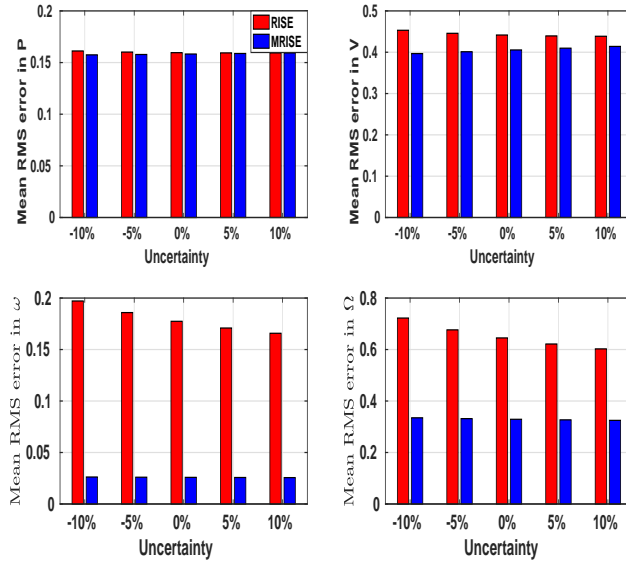 Mean RMS error in P
0.2
0.15
0.1
0.05
0
-10% -5% 0% 5% 10%
Uncertainty
RISE
MRISE
Mean RMS error in V
0.5
0.4
0.3
0.2
0.1
0
-10% -5% 0% 5% 10%
Uncertainty
Mean RMS error in ω
0.2
0.15
0.1
0.05
0
-10% -5% 0% 5% 10%
Uncertainty
Mean RMS error in Ω
0.8
0.6
0.4
0.2
0
-10% -5% 0% 5% 10%
Uncertainty